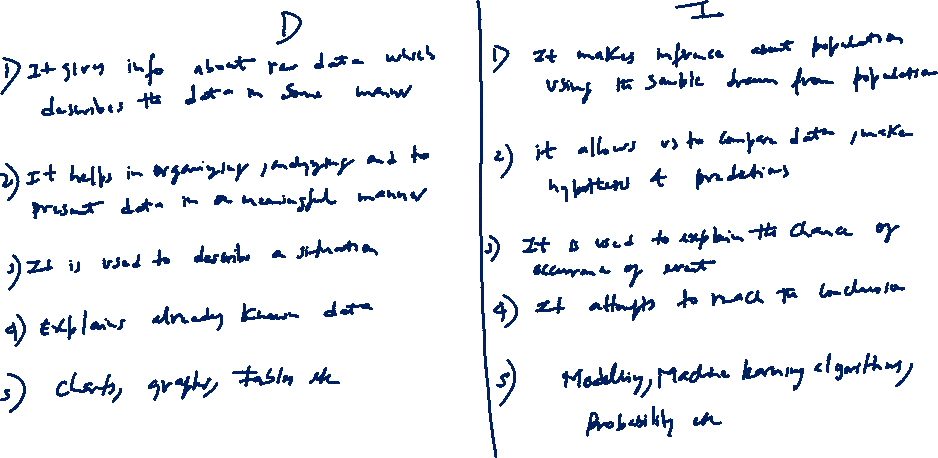 D
1) It gives info about raw data which
describes the data in some manner
2) It helps in organizing, analyzing and to
present data in a meaningful manner
3) It is used to describe a situation
4) Explains already known data
5) Charts, graphs, Tables etc
I
1) It makes infrence about population
using the sample drawn from population
2) it allows us to compare data, make
hypotheses & predictions
3) It is used to explain the chance of
occurrence of event
4) It attempts to reach the conclusion
5) Modelling, Machine learning algorithms,
Probability etc